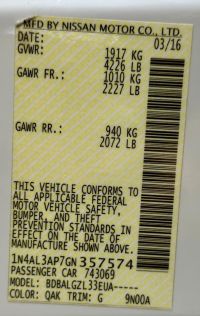 MFD BY NISSAN MOTOR CO., LTD.
DATE: 03/16
GVWR: 1917 KG
4226 LB
GAWR FR.: 1010 KG
2227 LB
GAWR RR.: 940 KG
2072 LB
THIS VEHICLE CONFORMS TO
ALL APPLICABLE FEDERAL
MOTOR VEHICLE SAFETY,
BUMPER, AND THEFT
PREVENTION STANDARDS IN
EFFECT ON THE DATE OF
MANUFACTURE SHOWN ABOVE.
1N4AL3AP7GN357574
PASSENGER CAR 743069
MODEL: BDBALGZL33EUA-----
COLOR: QAK TRIM: G 9N00A